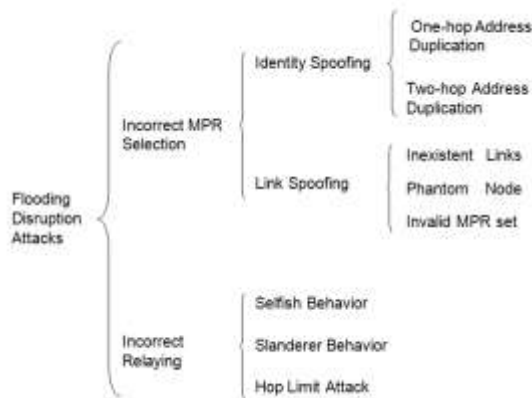 One-hop Address
Duplication
Identity Spoofing
Two-hop Address
Duplication
Incorrect MPR
Selection
Inexistent Links
Link Spoofing
Phantom Node
Invalid MPR set
Flooding
Disruption
Attacks
Selfish Behavior
Incorrect
Relaying
Slanderer Behavior
Hop Limit Attack